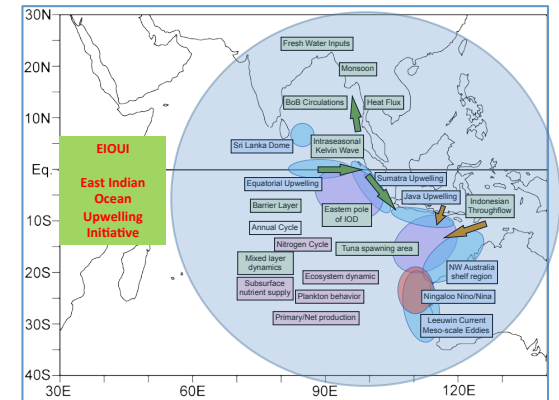 30N
20N
10N
Eq.
10S
20S
30S
40S
30E
60E
90E
120E
EIOUI
East Indian
Ocean
Upwelling
Initiative
Fresh Water Inputs
Monsoon
BoB Circulations
Heat Flux
Sri Lanka Dome
Intraseasonal
Kelvin Wave
Equatorial Upwelling
Sumatra Upwelling
Java Upwelling
Barrier Layer
Eastern pole
of IOD
Indonesian
Throughflow
Annual Cycle
Nitrogen Cycle
Tuna spawning area
Mixed layer
dynamics
NW Australia
shelf region
Ecosystem dynamic
Subsurface
nutrient supply
Plankton behavior
Ningaloo Nino/Nina
Primary/Net production
Leeuwin Current
Meso-scale Eddies